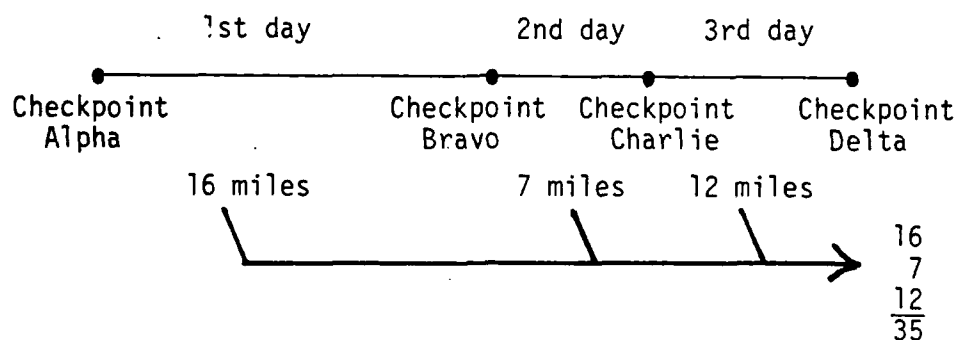 1st day 2nd day 3rd day
Checkpoint Checkpoint Checkpoint Checkpoint
Alpha Bravo Charlie Delta
16 miles 7 miles 12 miles
16
7
12
35